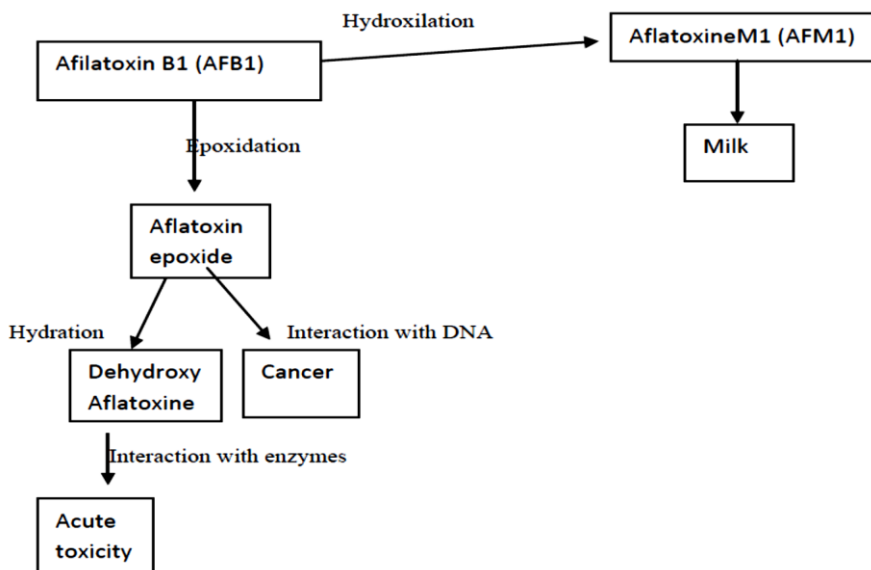 Hydroxilation
Afilatoxin B1 (AFB1)
AflatoxineM1 (AFM1)
Epoxidation
Milk
Aflatoxin
epoxide
Hydration
Interaction with DNA
Dehydroxy
Aflatoxine
Cancer
Interaction with enzymes
Acute
toxicity